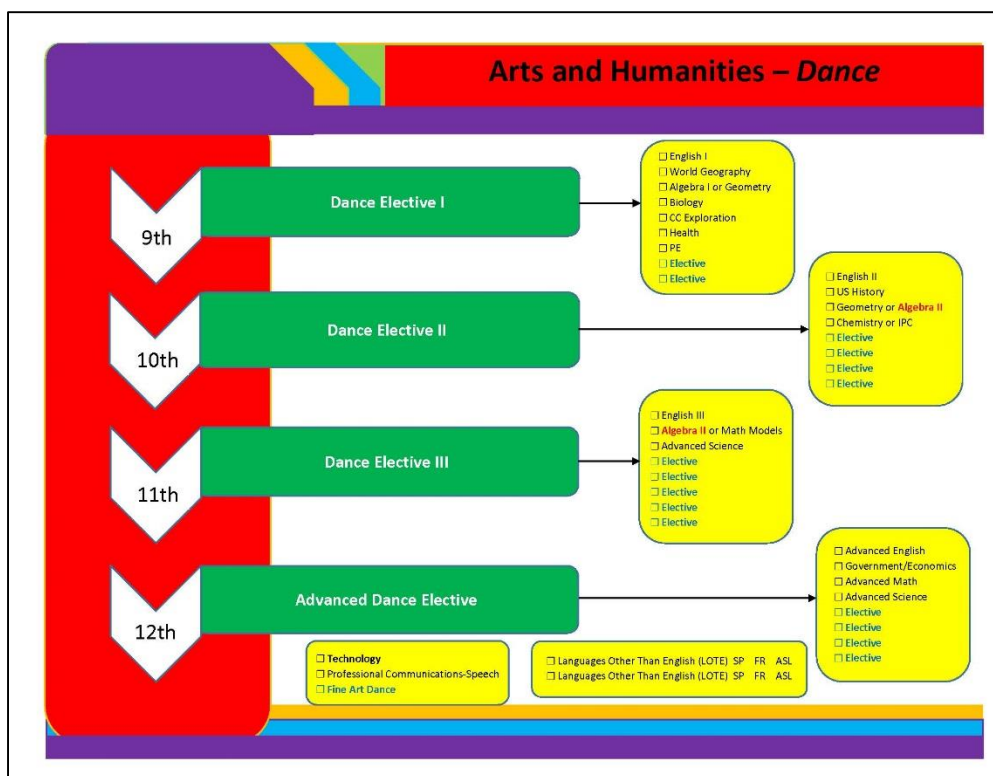 Arts and Humanities – Dance
9th
Dance Elective I
☐ English I
☐ World Geography
☐ Algebra I or Geometry
☐ Biology
☐ CC Exploration
☐ Health
☐ PE
☐ Elective
☐ Elective
10th
Dance Elective II
☐ English II
☐ US History
☐ Geometry or Algebra II
☐ Chemistry or IPC
☐ Elective
☐ Elective
☐ Elective
☐ Elective
11th
Dance Elective III
☐ English III
☐ Algebra II or Math Models
☐ Advanced Science
☐ Elective
☐ Elective
☐ Elective
☐ Elective
☐ Elective
12th
Advanced Dance Elective
☐ Advanced English
☐ Government/Economics
☐ Advanced Math
☐ Advanced Science
☐ Elective
☐ Elective
☐ Elective
☐ Elective
☐ Technology
☐ Professional Communications-Speech
☐ Fine Art Dance
☐ Languages Other Than English (LOTE) SP FR ASL
☐ Languages Other Than English (LOTE) SP FR ASL